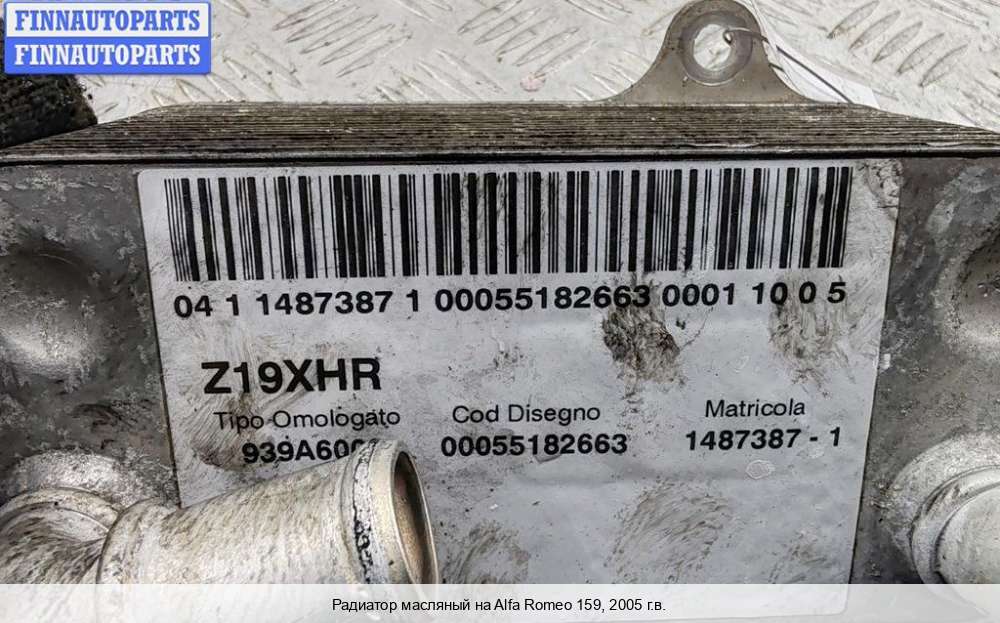 FINNAUTOPARTS
FINNAUTOPARTS
04 1 1487387 1 00055182663 0001 10 0 5
Z19XHR
Tipo Omologato Cod Disegno Matricola
00055182663 1487387 - 1
Радиатор масляный на Alfa Romeo 159, 2005 г.в.